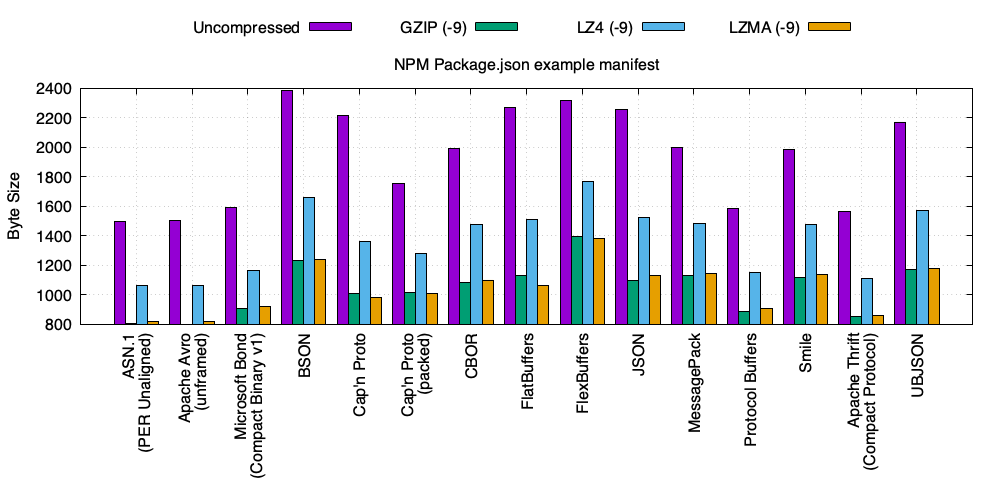 Uncompressed GZIP (-9) LZ4 (-9) LZMA (-9)
NPM Package.json example manifest
Byte Size
2400
2200
2000
1800
1600
1400
1200
1000
800
ASN.1
(PER Unaligned)
Apache Avro
(unframed)
Microsoft Bond
(Compact Binary v1)
BSON
Cap'n Proto
Cap'n Proto
(packed)
CBOR
FlatBuffers
FlexBuffers
JSON
MessagePack
Protocol Buffers
Smile
Apache Thrift
(Compact Protocol)
UBJSON